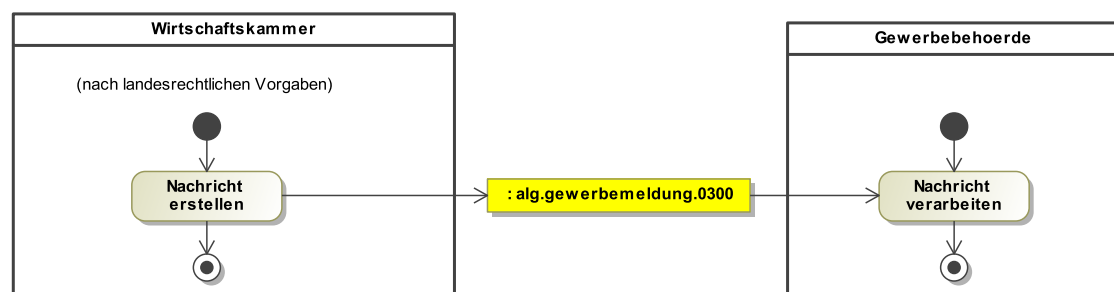 Wirtschaftskammer
Gewerbebehoerde
(nach landesrechtlichen Vorgaben)
Nachricht
erstellen
: alg.gewerbemeldung.0300
Nachricht
verarbeiten